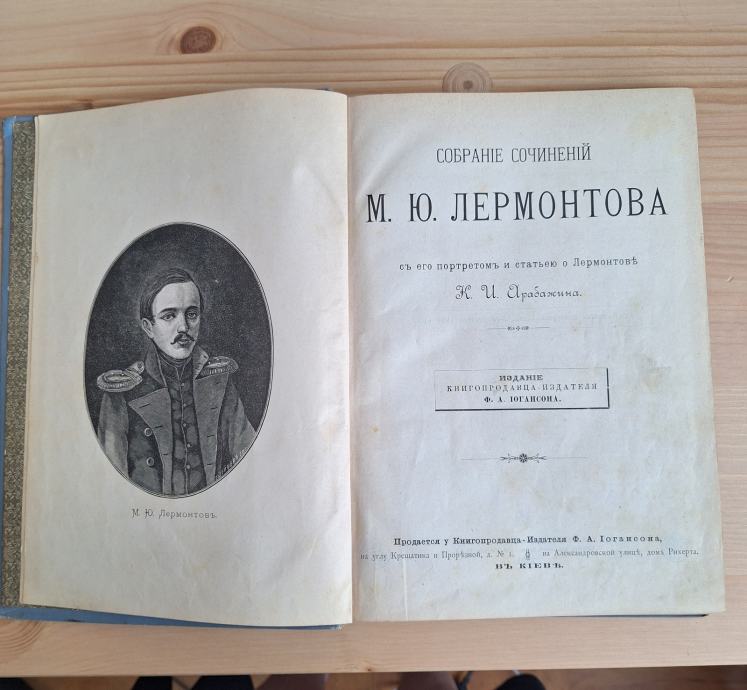 М. Ю. Лермонтовъ.
СОБРАНІЕ СОЧИНЕНІЙ
М. Ю. ЛЕРМОНТОВА
съ его портретомъ и статьею о Лермонтовѣ
К. И. Арабажина.
ИЗДАНІЕ
КНИГОПРОДАВЦА-ИЗДАТЕЛЯ
Ф. А. ІОГАНСОНА.
Продается у Книгопродавца-Издателя Ф. А. Іогансона,
на углу Крещатика и Прорѣзной, д. № 1. на Александровской улицѣ, домъ Рихерта.
ВЪ КІЕВѢ.